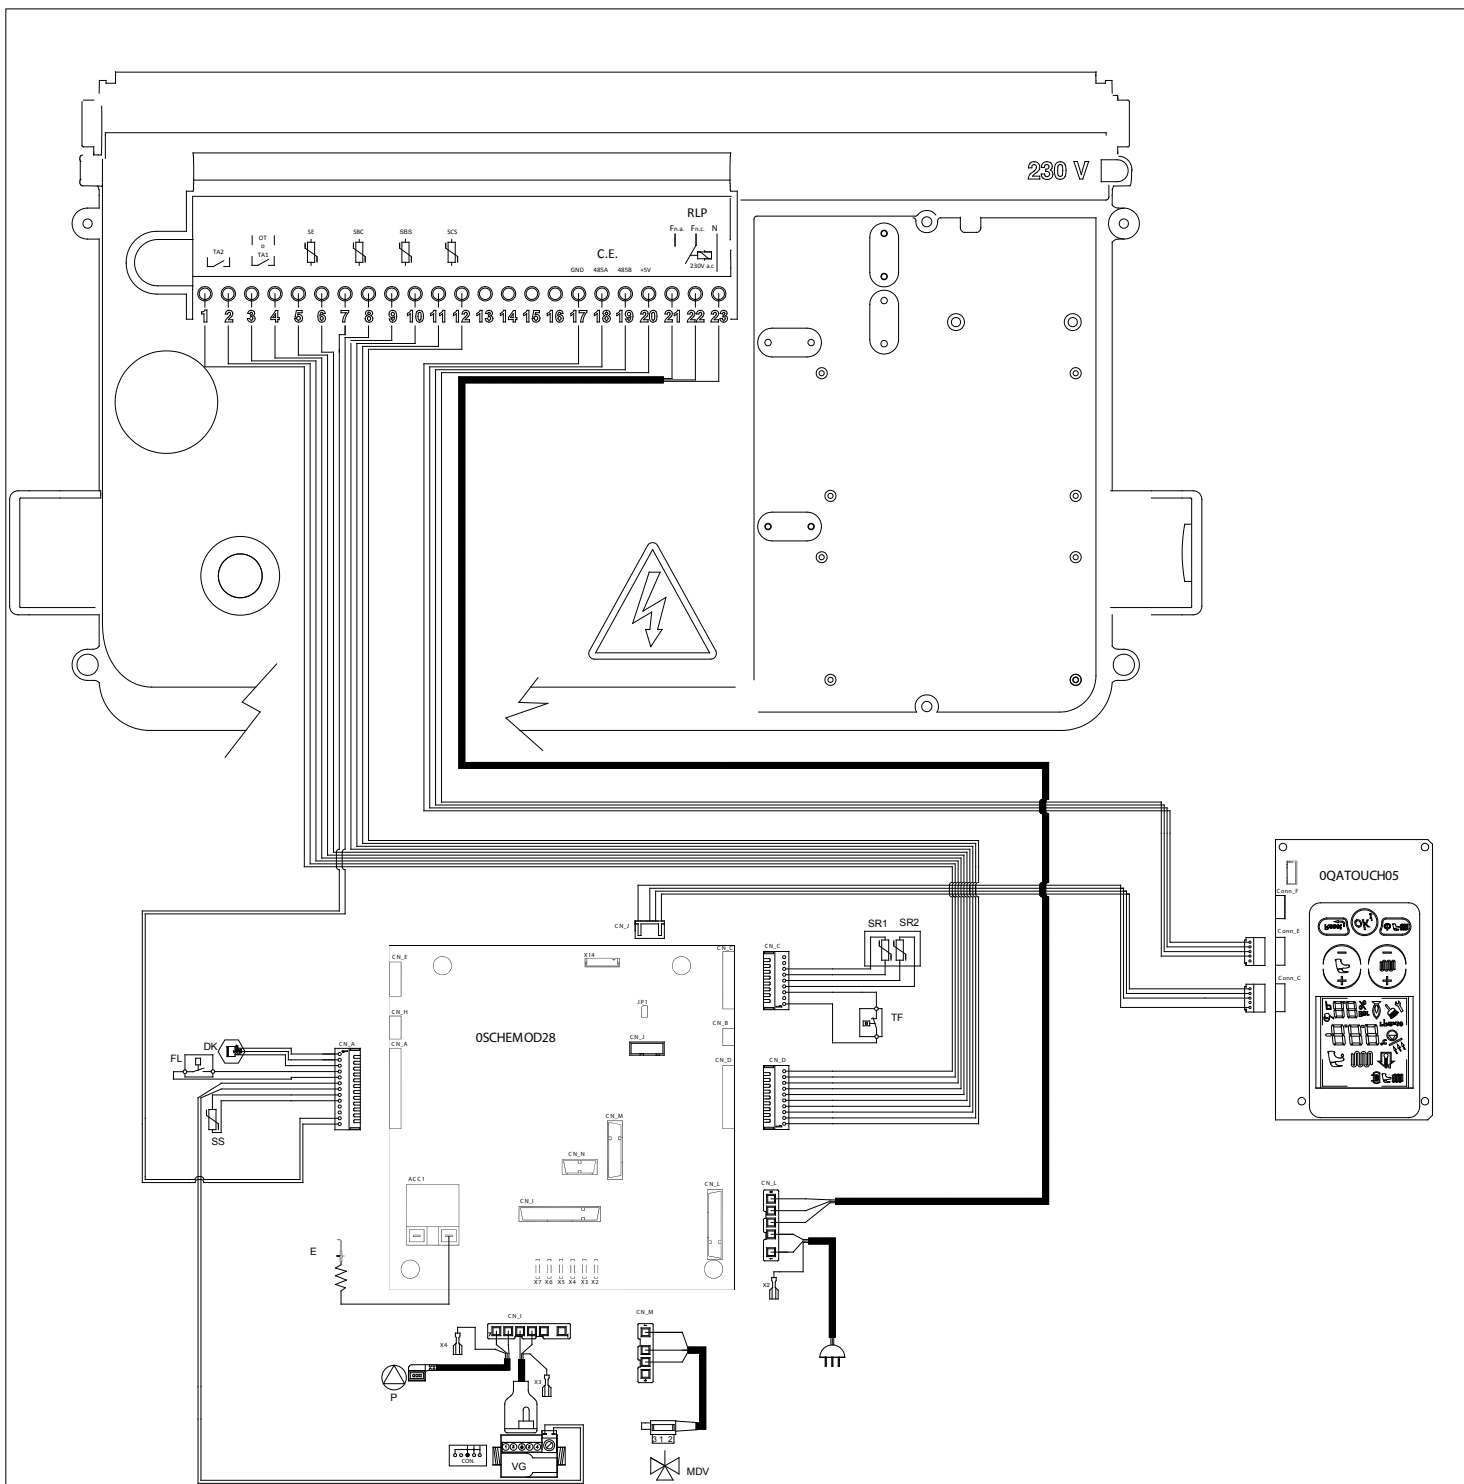 230 V
RLP
Fn.a. Fn.c. N
OT
o
TA1
TA2
SE
SBC
SBS
SCS
C.E.
230V a.c
GND 485A 485B +5V
1 2 3 4 5 6 7 8 9 10 11 12 13 14 15 16 17 18 19 20 21 22 23
0QATOUCH05
Conn_F
Conn_E
Conn_C
Reset
OK
CN_J
SR1 SR2
CN_C
TF
CN_E
X14
CN_C
CN_H
JP1
CN_B
0SCHEMOD28
CN_J
CN_A
CN_D
CN_D
DK
FL
CN_A
SS
CN_M
CN_N
ACC1
CN_I
CN_L
CN_L
E
X7 X6 X5 X4 X3 X2
X2
CN_I
CN_M
X4
X3
P
CON.
VG
3 1 2
MDV